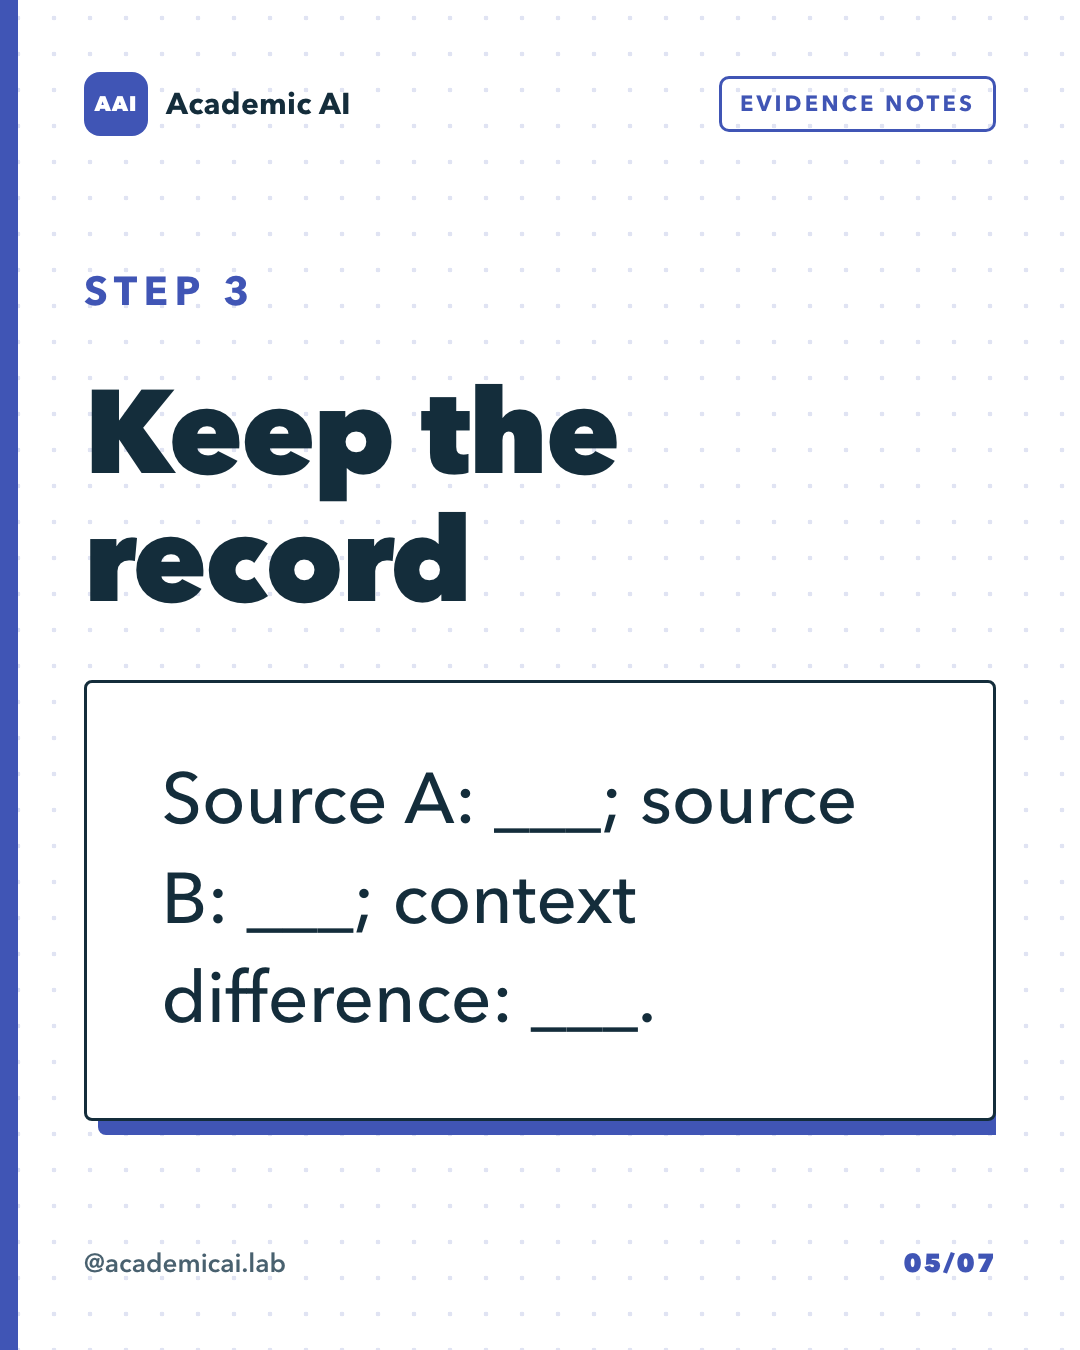 AAI
Academic AI
EVIDENCE NOTES
STEP 3
Keep the
record
Source A: ___; source
B: ___; context
difference: ___.
@academicai.lab
05/07